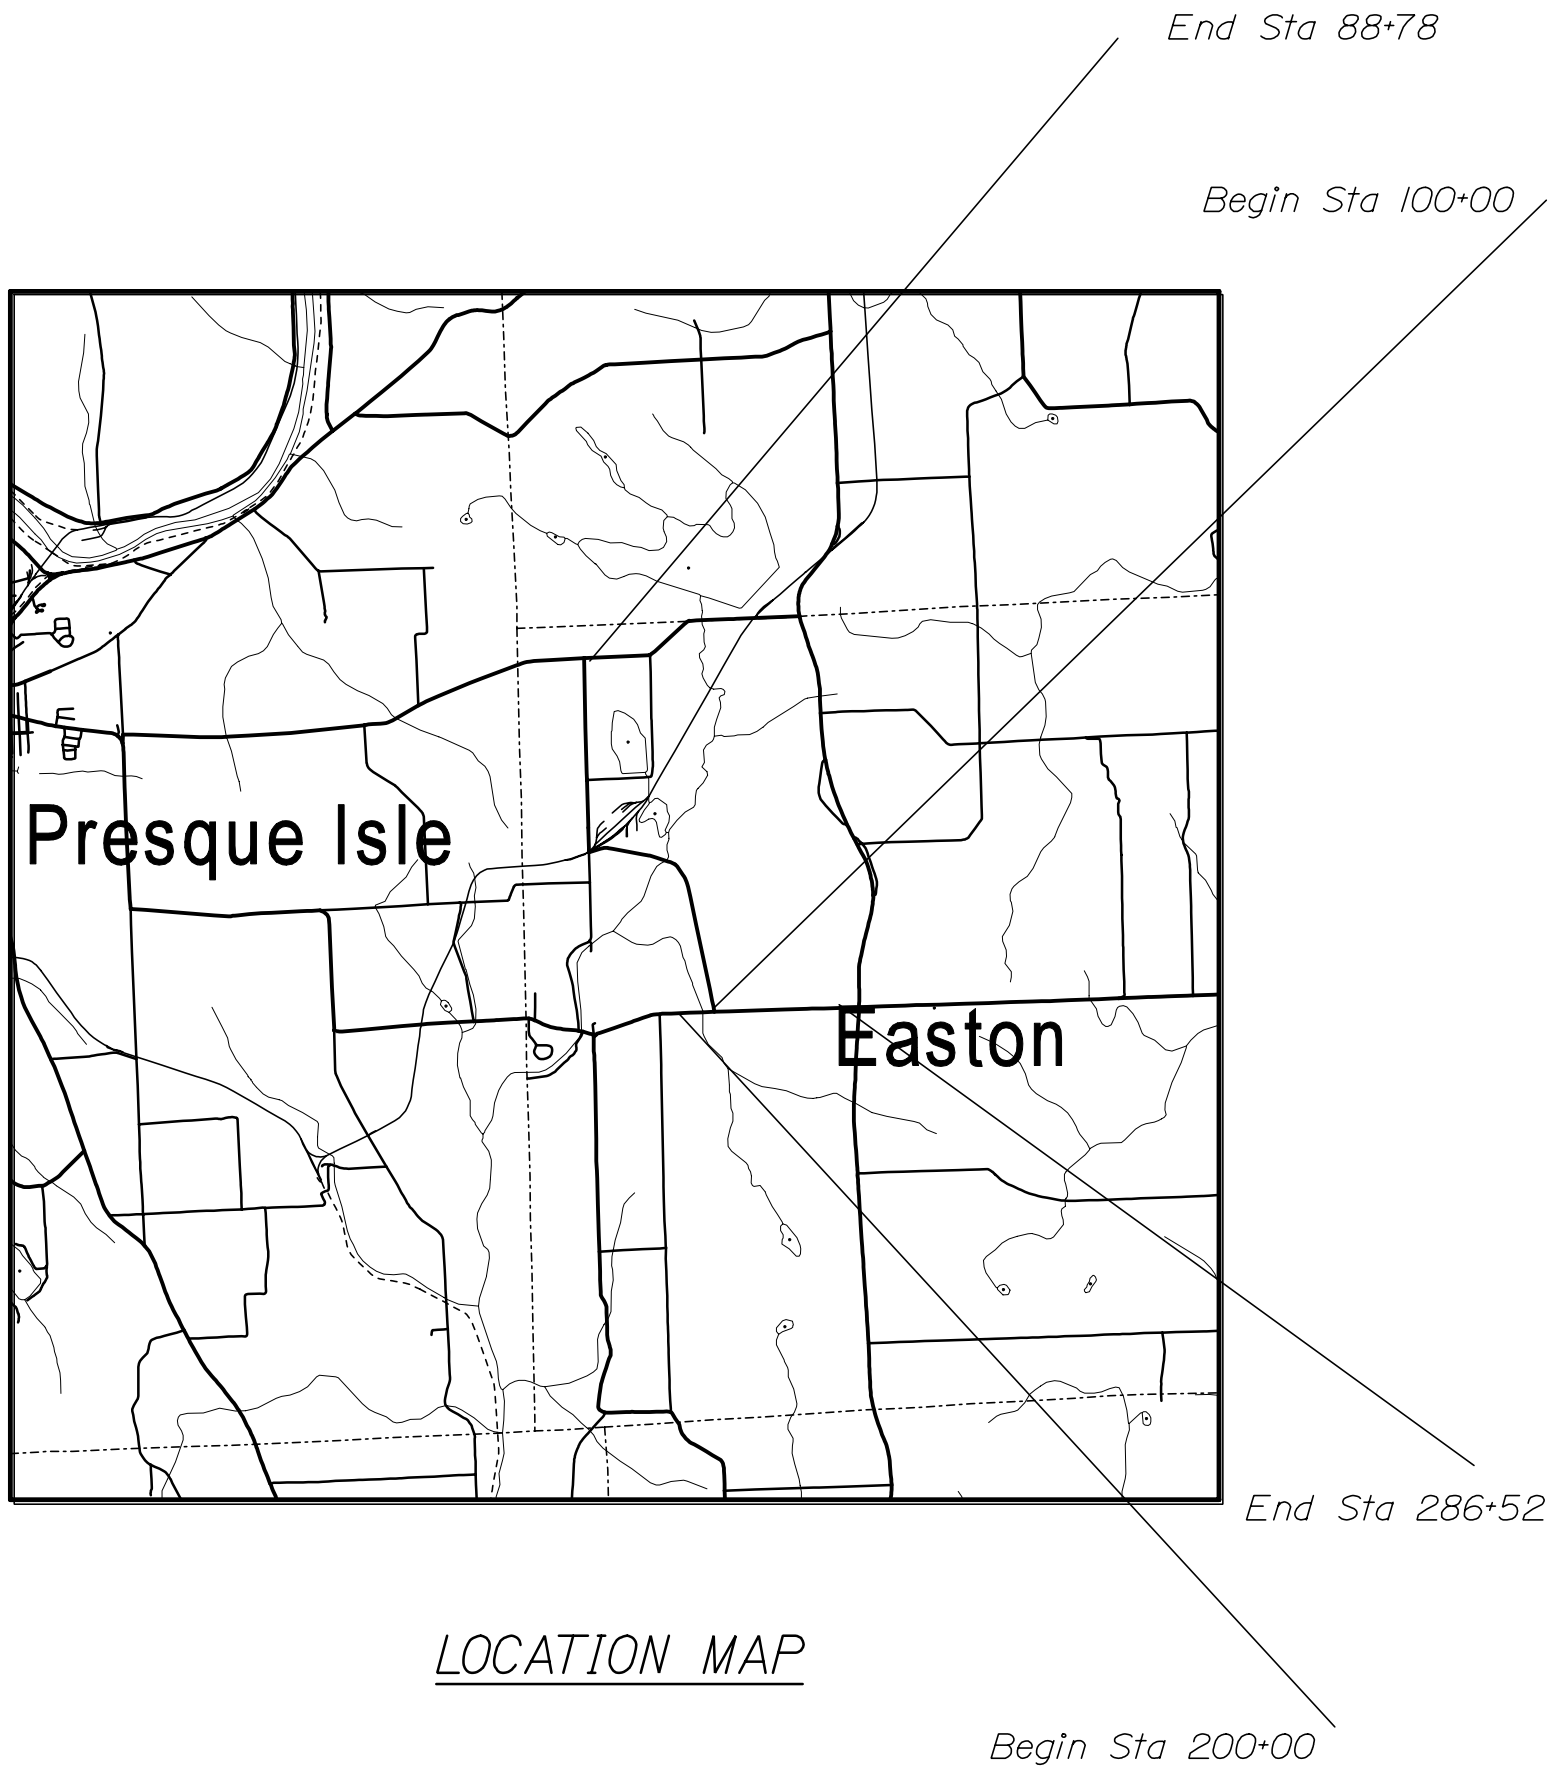 End Sta 88+78
Begin Sta 100+00
Presque Isle
Easton
End Sta 286+52
LOCATION MAP
Begin Sta 200+00